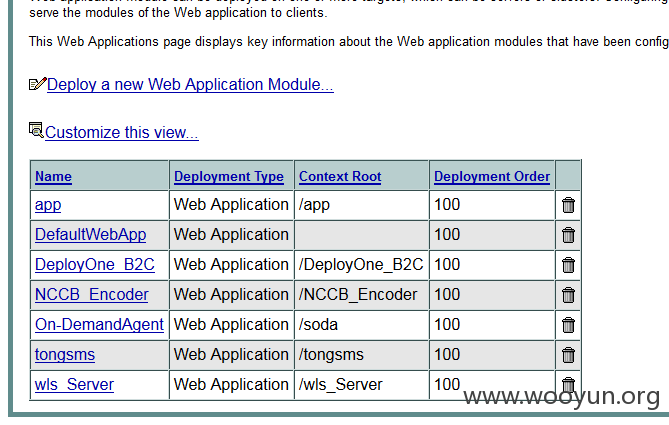 serve the modules of the Web application to clients.
This Web Applications page displays key information about the Web application modules that have been config
Deploy a new Web Application Module...
Customize this view...
Name Deployment Type Context Root Deployment Order
app Web Application /app 100
DefaultWebApp Web Application 100
DeployOne_B2C Web Application /DeployOne_B2C 100
NCCB_Encoder Web Application /NCCB_Encoder 100
On-DemandAgent Web Application /soda 100
tongsms Web Application /tongsms 100
wls_Server Web Application /wls_Server 100
www.wooyun.org